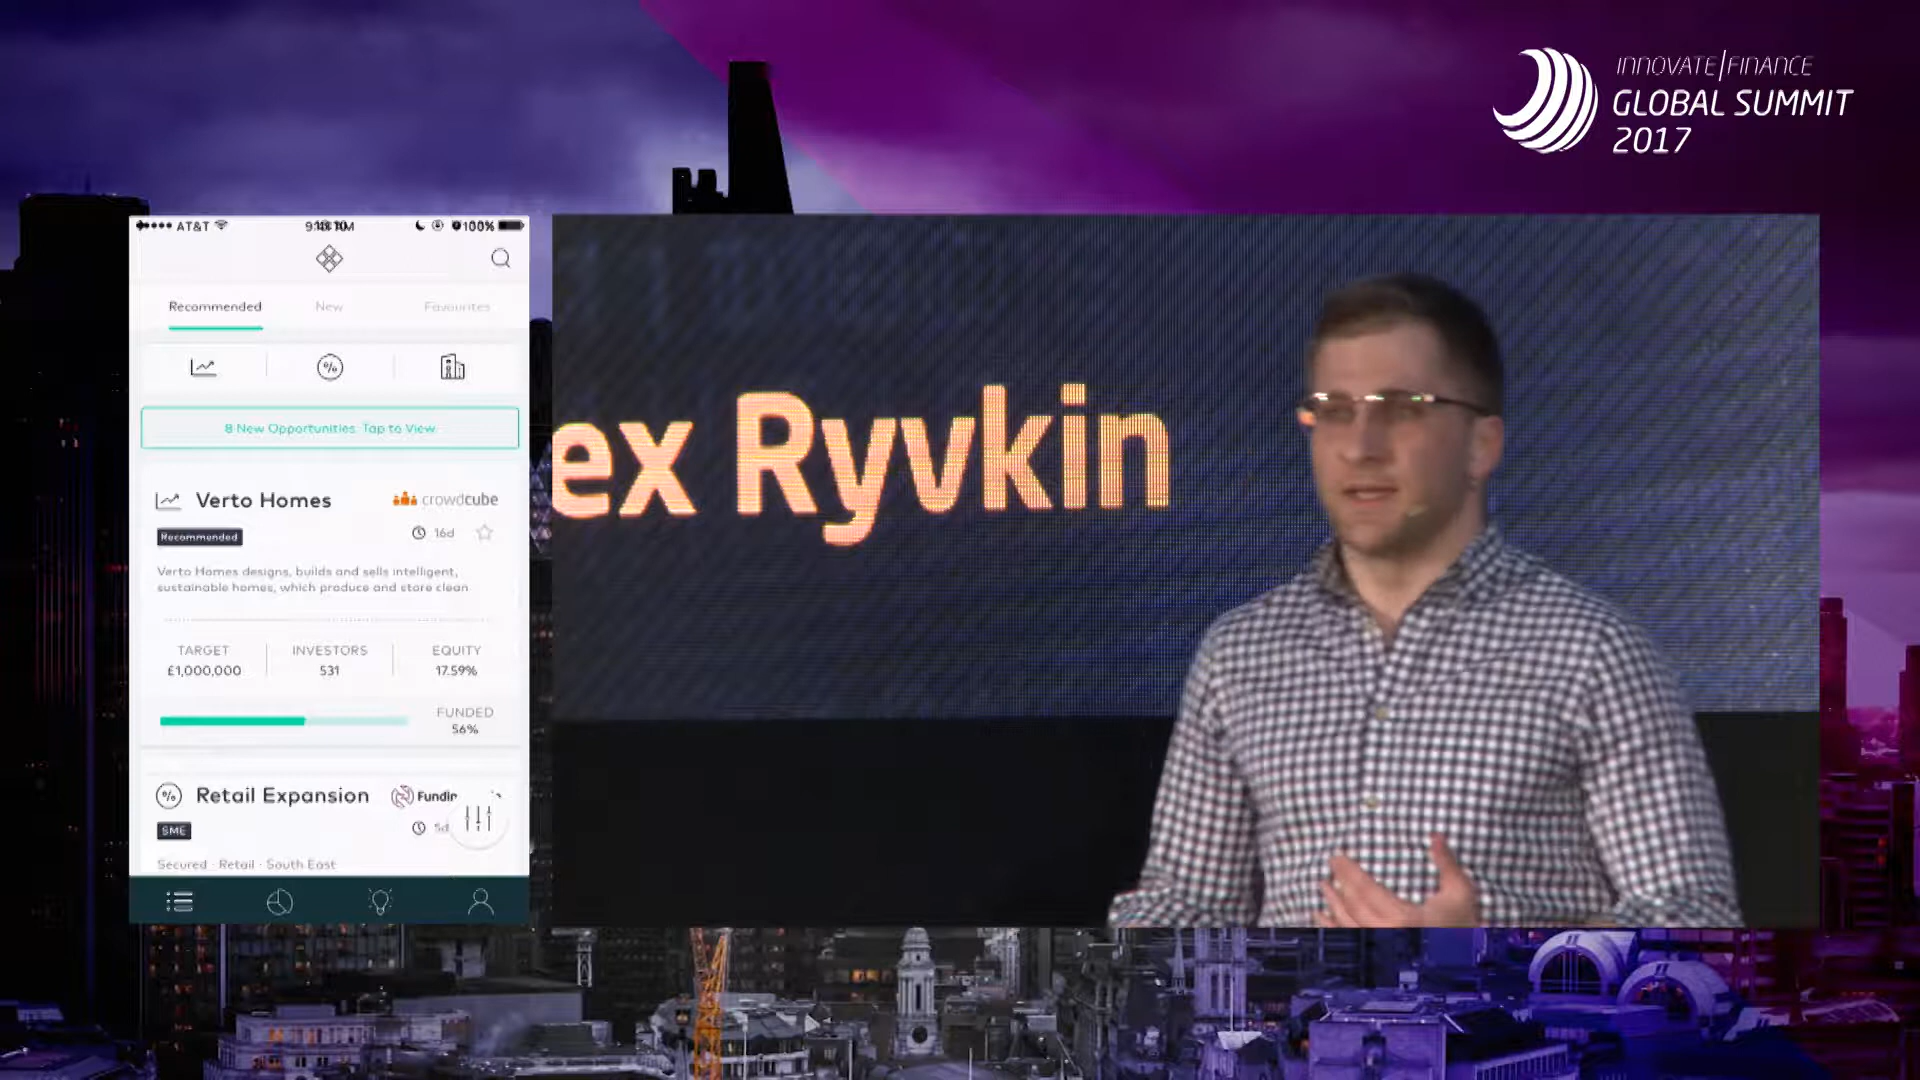 INNOVATE|FINANCE
GLOBAL SUMMIT
2017
AT&T
100%
Recommended
New
Favourites
8 New Opportunities. Tap to View
Verto Homes
crowdcube
Recommended
16d
Verto Homes designs, builds and sells intelligent,
sustainable homes, which produce and store clean
TARGET
INVESTORS
EQUITY
£1,000,000
531
17.59%
FUNDED
56%
Retail Expansion
SME
5d
Secured · Retail · South East
ex Ryvkin